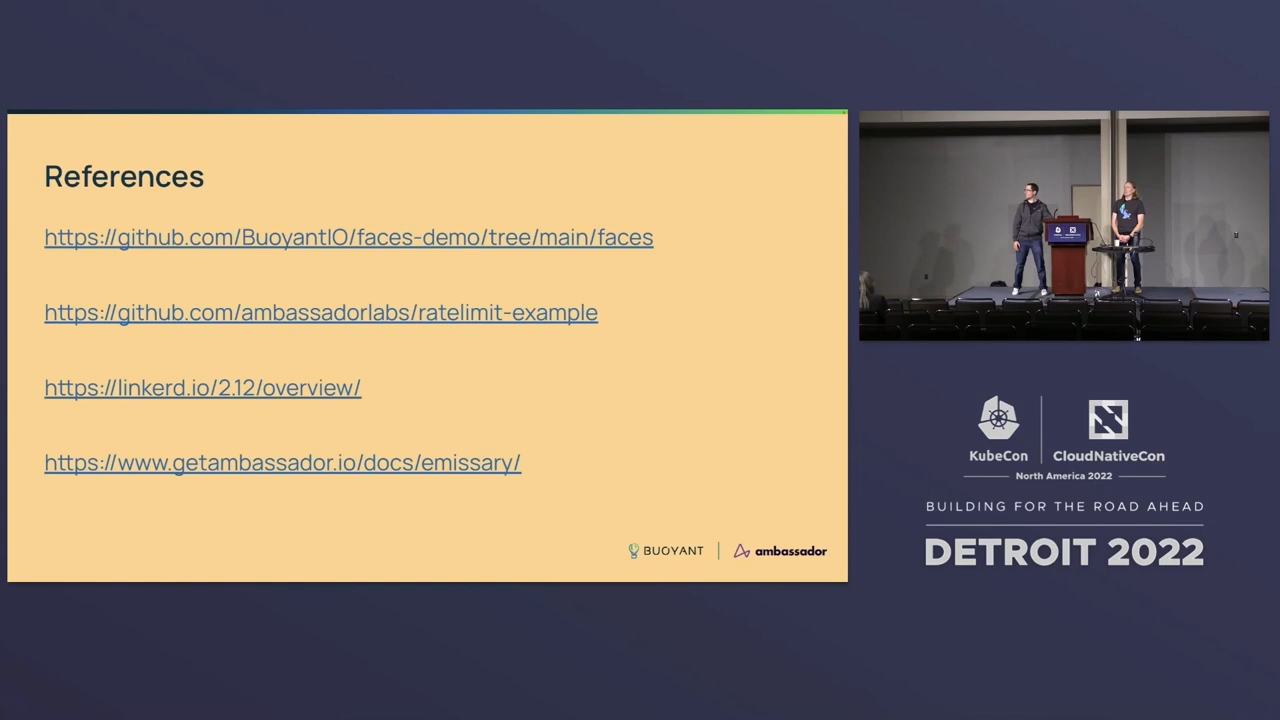 References
https://github.com/BuoyantIO/faces-demo/tree/main/faces
https://github.com/ambassadorlabs/ratelimit-example
https://linkerd.io/2.12/overview/
https://www.getambassador.io/docs/emissary/
BUOYANT
ambassador
KubeCon
CloudNativeCon
North America 2022
BUILDING FOR THE ROAD AHEAD
DETROIT 2022